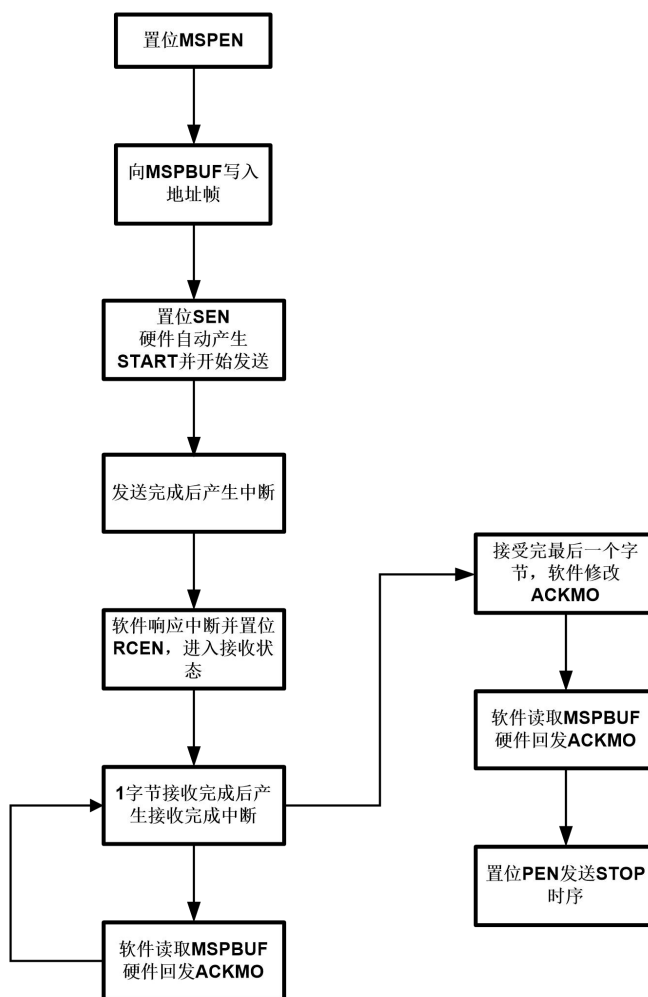 置位MSPEN
向MSPBUF写入
地址帧
置位SEN
硬件自动产生
START并开始发送
发送完成后产生中断
软件响应中断并置位
RCEN，进入接收状
态
1字节接收完成后产
生接收完成中断
软件读取MSPBUF
硬件回发ACKMO
接受完最后一个字
节，软件修改
ACKMO
软件读取MSPBUF
硬件回发ACKMO
置位PEN发送STOP
时序